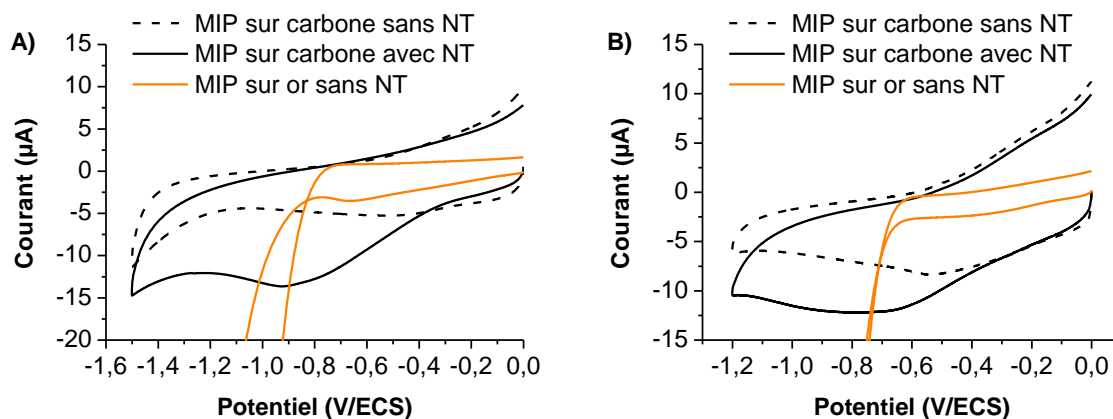 A)
MIP sur carbone sans NT
MIP sur carbone avec NT
MIP sur or sans NT
15
10
5
0
-5
-10
-15
-20
Courant (µA)
-1,6 -1,4 -1,2 -1,0 -0,8 -0,6 -0,4 -0,2 0,0
Potentiel (V/ECS)
B)
MIP sur carbone sans NT
MIP sur carbone avec NT
MIP sur or sans NT
15
10
5
0
-5
-10
-15
Courant (µA)
-1,2 -1,0 -0,8 -0,6 -0,4 -0,2 0,0
Potentiel (V/ECS)